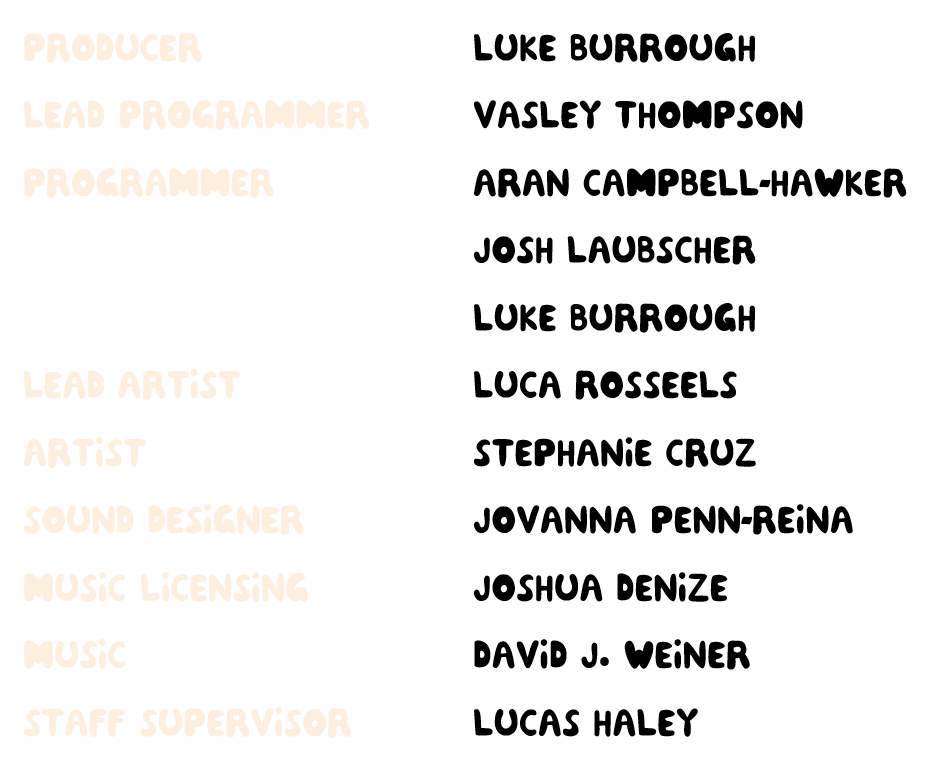 PRODUCER LUKE BURROUGH
LEAD PROGRAMMER VASLEY THOMPSON
PROGRAMMER ARAN CAMPBELL-HAWKER
JOSH LAUBSCHER
LUKE BURROUGH
LEAD ARTiST LUCA ROSSEELS
ARTiST STEPHANiE CRUZ
SOUND DESiGNER JOVANNA PENN-REiNA
MUSiC LiCENSiNG JOSHUA DENiZE
MUSiC DAViD J. WEiNER
STAFF SUPERViSOR LUCAS HALEY